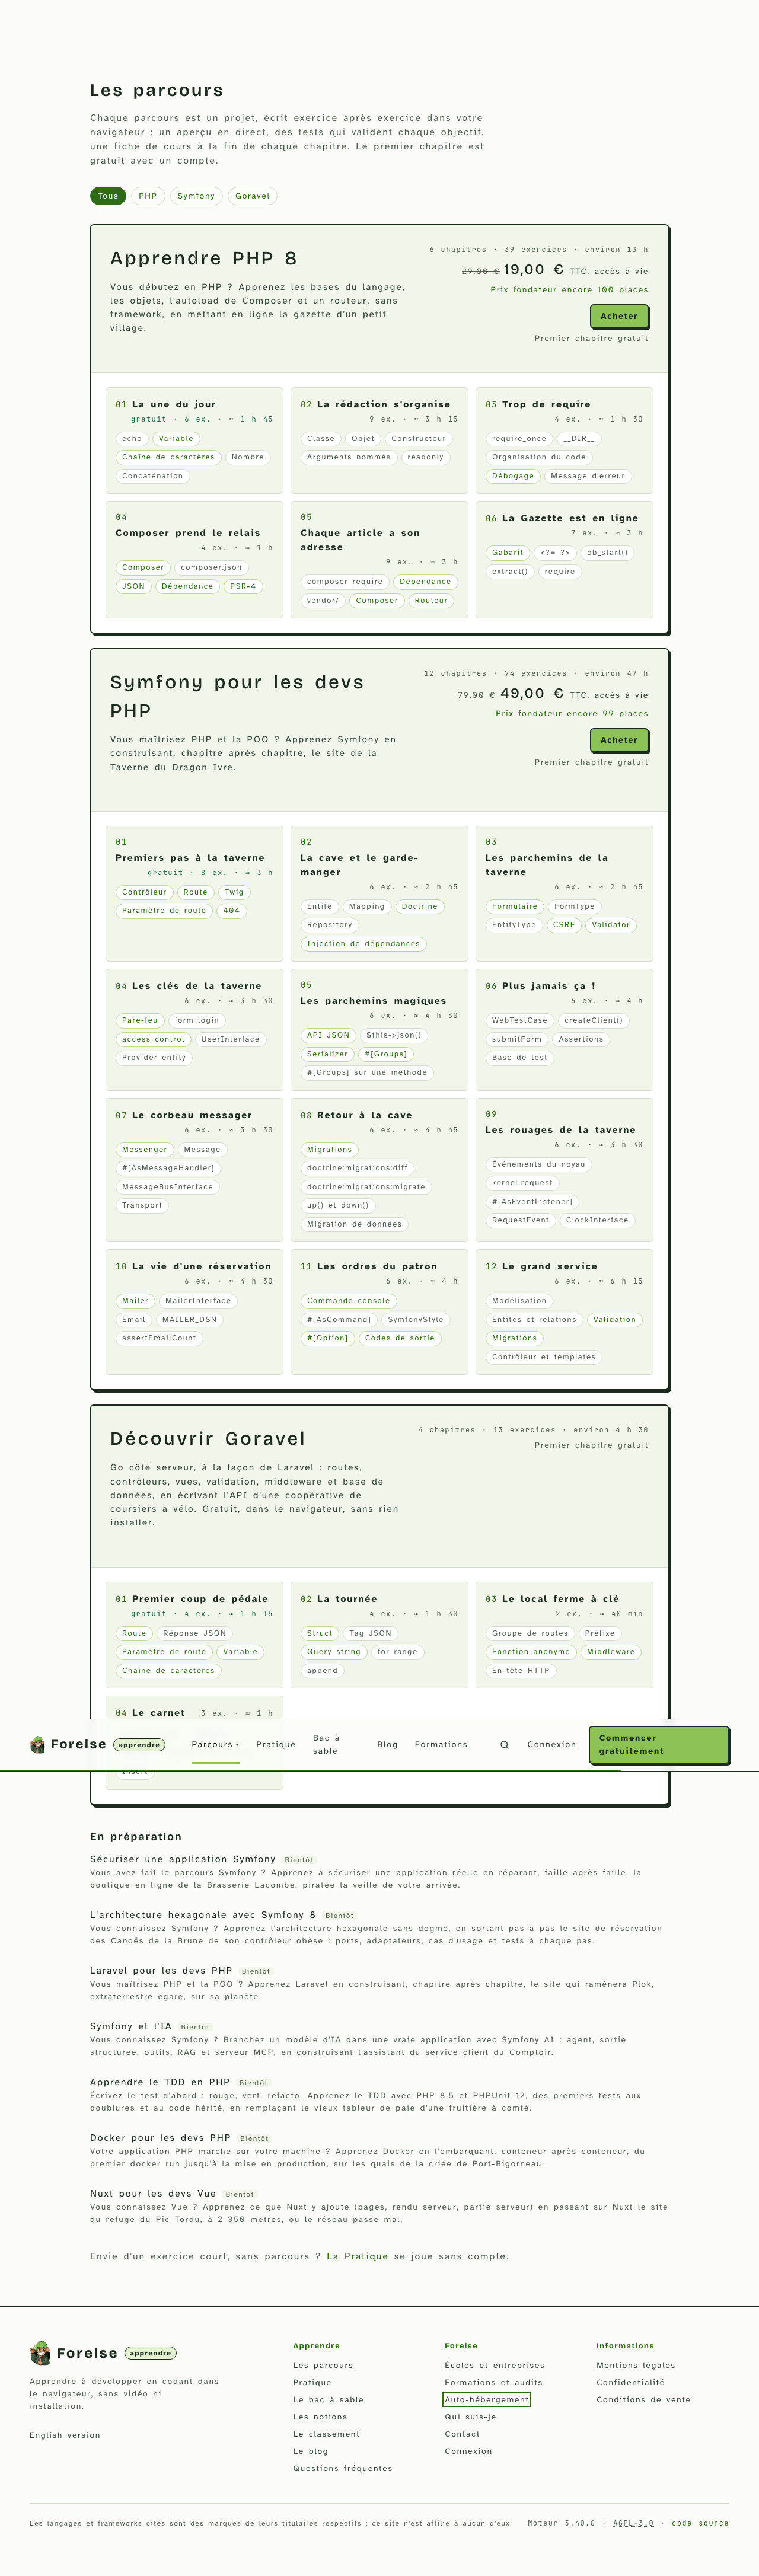 Les parcours
Chaque parcours est un projet, écrit exercice après exercice dans votre
navigateur : un aperçu en direct, des tests qui valident chaque objectif,
une fiche de cours à la fin de chaque chapitre. Le premier chapitre est
gratuit avec un compte.
Tous PHP Symfony Goravel
Apprendre PHP 8
Vous débutez en PHP ? Apprenez les bases du langage,
les objets, l'autoload de Composer et un routeur, sans
framework, en mettant en ligne la gazette d'un petit
village.
6 chapitres · 39 exercices · environ 13 h
29,00 € 19,00 € TTC, accès à vie
Prix fondateur encore 100 places
Acheter
Premier chapitre gratuit
01 La une du jour
gratuit · 6 ex. · ≈ 1 h 45
echo Variable
Chaîne de caractères Nombre
Concaténation
02 La rédaction s'organise
9 ex. · ≈ 3 h 15
Classe Objet Constructeur
Arguments nommés readonly
03 Trop de require
4 ex. · ≈ 1 h 30
require_once __DIR__
Organisation du code
Débogage Message d'erreur
04
Composer prend le relais
4 ex. · ≈ 1 h
Composer composer.json
JSON Dépendance PSR-4
05
Chaque article a son
adresse
9 ex. · ≈ 3 h
composer require Dépendance
vendor/ Composer Routeur
06 La Gazette est en ligne
7 ex. · ≈ 3 h
Gabarit <?= ?> ob_start()
extract() require
Symfony pour les devs
PHP
Vous maîtrisez PHP et la POO ? Apprenez Symfony en
construisant, chapitre après chapitre, le site de la
Taverne du Dragon Ivre.
12 chapitres · 74 exercices · environ 47 h
79,00 € 49,00 € TTC, accès à vie
Prix fondateur encore 99 places
Acheter
Premier chapitre gratuit
01
Premiers pas à la taverne
gratuit · 8 ex. · ≈ 3 h
Contrôleur Route Twig
Paramètre de route 404
02
La cave et le garde-
manger
6 ex. · ≈ 2 h 45
Entité Mapping Doctrine
Repository
Injection de dépendances
03
Les parchemins de la
taverne
6 ex. · ≈ 2 h 45
Formulaire FormType
EntityType CSRF Validator
04 Les clés de la taverne
6 ex. · ≈ 3 h 30
Pare-feu form_login
access_control UserInterface
Provider entity
05
Les parchemins magiques
6 ex. · ≈ 4 h 30
API JSON $this->json()
Serializer #[Groups]
#[Groups] sur une méthode
06 Plus jamais ça !
6 ex. · ≈ 4 h
WebTestCase createClient()
submitForm Assertions
Base de test
07 Le corbeau messager
6 ex. · ≈ 3 h 30
Messenger Message
#[AsMessageHandler]
MessageBusInterface
Transport
08 Retour à la cave
6 ex. · ≈ 4 h 45
Migrations
doctrine:migrations:diff
doctrine:migrations:migrate
up() et down()
Migration de données
09
Les rouages de la taverne
6 ex. · ≈ 3 h 30
Événements du noyau
kernel.request
#[AsEventListener]
RequestEvent ClockInterface
10 La vie d'une réservation
6 ex. · ≈ 4 h 30
Mailer MailerInterface
Email MAILER_DSN
assertEmailCount
11 Les ordres du patron
6 ex. · ≈ 4 h
Commande console
#[AsCommand] SymfonyStyle
#[Option] Codes de sortie
12 Le grand service
6 ex. · ≈ 6 h 15
Modélisation
Entités et relations Validation
Migrations
Contrôleur et templates
Découvrir Goravel
Go côté serveur, à la façon de Laravel : routes,
contrôleurs, vues, validation, middleware et base de
données, en écrivant l'API d'une coopérative de
coursiers à vélo. Gratuit, dans le navigateur, sans rien
installer.
4 chapitres · 13 exercices · environ 4 h 30
Premier chapitre gratuit
01 Premier coup de pédale
gratuit · 4 ex. · ≈ 1 h 15
Route Réponse JSON
Paramètre de route Variable
Chaîne de caractères
02 La tournée
4 ex. · ≈ 1 h 30
Struct Tag JSON
Query string for range
append
03 Le local ferme à clé
2 ex. · ≈ 40 min
Groupe de routes Préfixe
Fonction anonyme Middleware
En-tête HTTP
04 Le carnet 3 ex. · ≈ 1 h
Forelse apprendre Parcours Pratique Bac à
sable Blog Formations Connexion Commencer
gratuitement
Insert
En préparation
Sécuriser une application Symfony Bientôt
Vous avez fait le parcours Symfony ? Apprenez à sécuriser une application réelle en réparant, faille après faille, la
boutique en ligne de la Brasserie Lacombe, piratée la veille de votre arrivée.
L'architecture hexagonale avec Symfony 8 Bientôt
Vous connaissez Symfony ? Apprenez l'architecture hexagonale sans dogme, en sortant pas à pas le site de réservation
des Canoës de la Brune de son contrôleur obèse : ports, adaptateurs, cas d'usage et tests à chaque pas.
Laravel pour les devs PHP Bientôt
Vous maîtrisez PHP et la POO ? Apprenez Laravel en construisant, chapitre après chapitre, le site qui ramènera Plok,
extraterrestre égaré, sur sa planète.
Symfony et l'IA Bientôt
Vous connaissez Symfony ? Branchez un modèle d'IA dans une vraie application avec Symfony AI : agent, sortie
structurée, outils, RAG et serveur MCP, en construisant l'assistant du service client du Comptoir.
Apprendre le TDD en PHP Bientôt
Écrivez le test d'abord : rouge, vert, refacto. Apprenez le TDD avec PHP 8.5 et PHPUnit 12, des premiers tests aux
doublures et au code hérité, en remplaçant le vieux tableur de paie d'une fruitière à comté.
Docker pour les devs PHP Bientôt
Votre application PHP marche sur votre machine ? Apprenez Docker en l'embarquant, conteneur après conteneur, du
premier docker run jusqu'à la mise en production, sur les quais de la criée de Port-Bigorneau.
Nuxt pour les devs Vue Bientôt
Vous connaissez Vue ? Apprenez ce que Nuxt y ajoute (pages, rendu serveur, partie serveur) en passant sur Nuxt le site
du refuge du Pic Tordu, à 2 350 mètres, où le réseau passe mal.
Envie d'un exercice court, sans parcours ? La Pratique se joue sans compte.
Forelse apprendre
Apprendre à développer en codant dans
le navigateur, sans vidéo ni
installation.
English version
Apprendre
Les parcours
Pratique
Le bac à sable
Les notions
Le classement
Le blog
Questions fréquentes
Forelse
Écoles et entreprises
Formations et audits
Auto-hébergement
Qui suis-je
Contact
Connexion
Informations
Mentions légales
Confidentialité
Conditions de vente
Les langages et frameworks cités sont des marques de leurs titulaires respectifs ; ce site n'est affilié à aucun d'eux.
Moteur 3.40.0 · AGPL-3.0 · code source